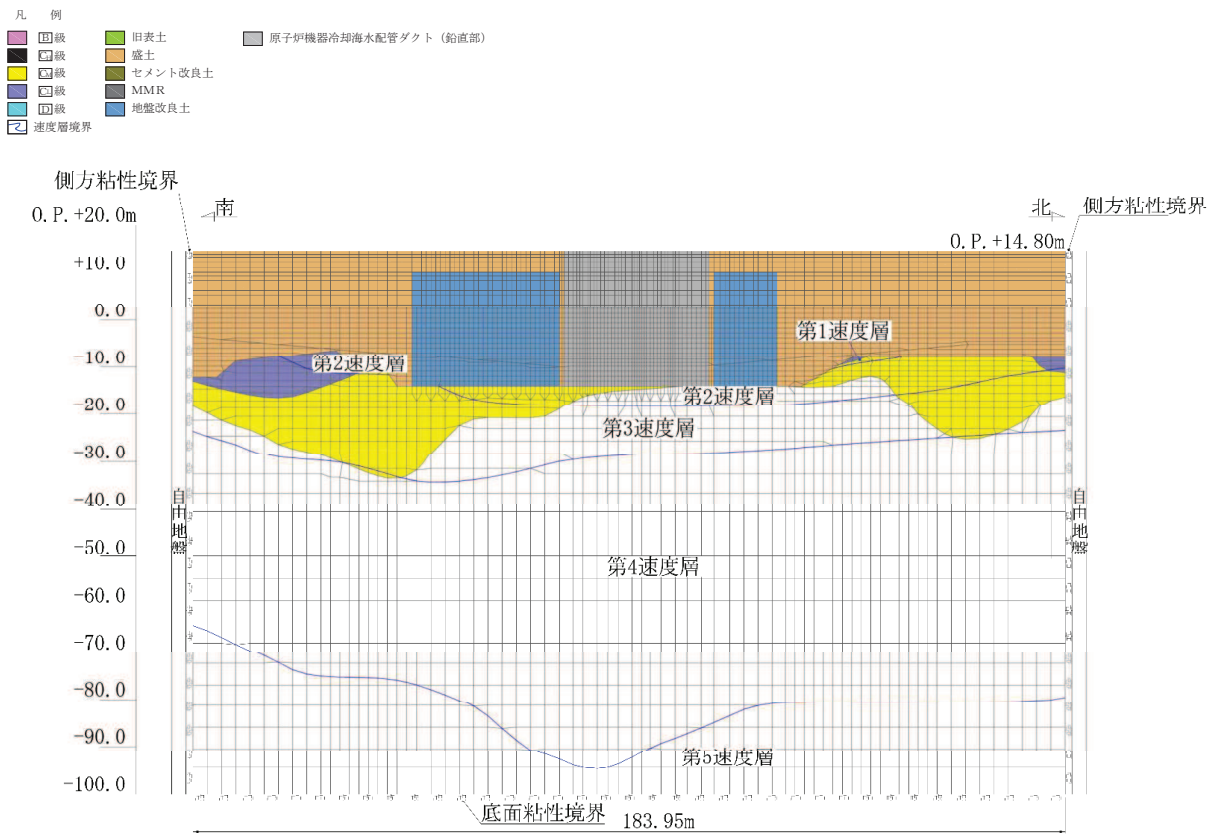 凡 例
B級
CH級
CM級
CL級
D級
速度層境界
旧表土
盛土
セメント改良土
MMR
地盤改良土
原子炉機器冷却海水配管ダクト（鉛直部）
側方粘性境界
O.P.+20.0m
南
北
側方粘性境界
O.P.+14.80m
+10.0
0.0
-10.0
-20.0
-30.0
-40.0
-50.0
-60.0
-70.0
-80.0
-90.0
-100.0
第1速度層
第2速度層
第2速度層
第3速度層
自由地盤
自由地盤
第4速度層
第5速度層
底面粘性境界
183.95m